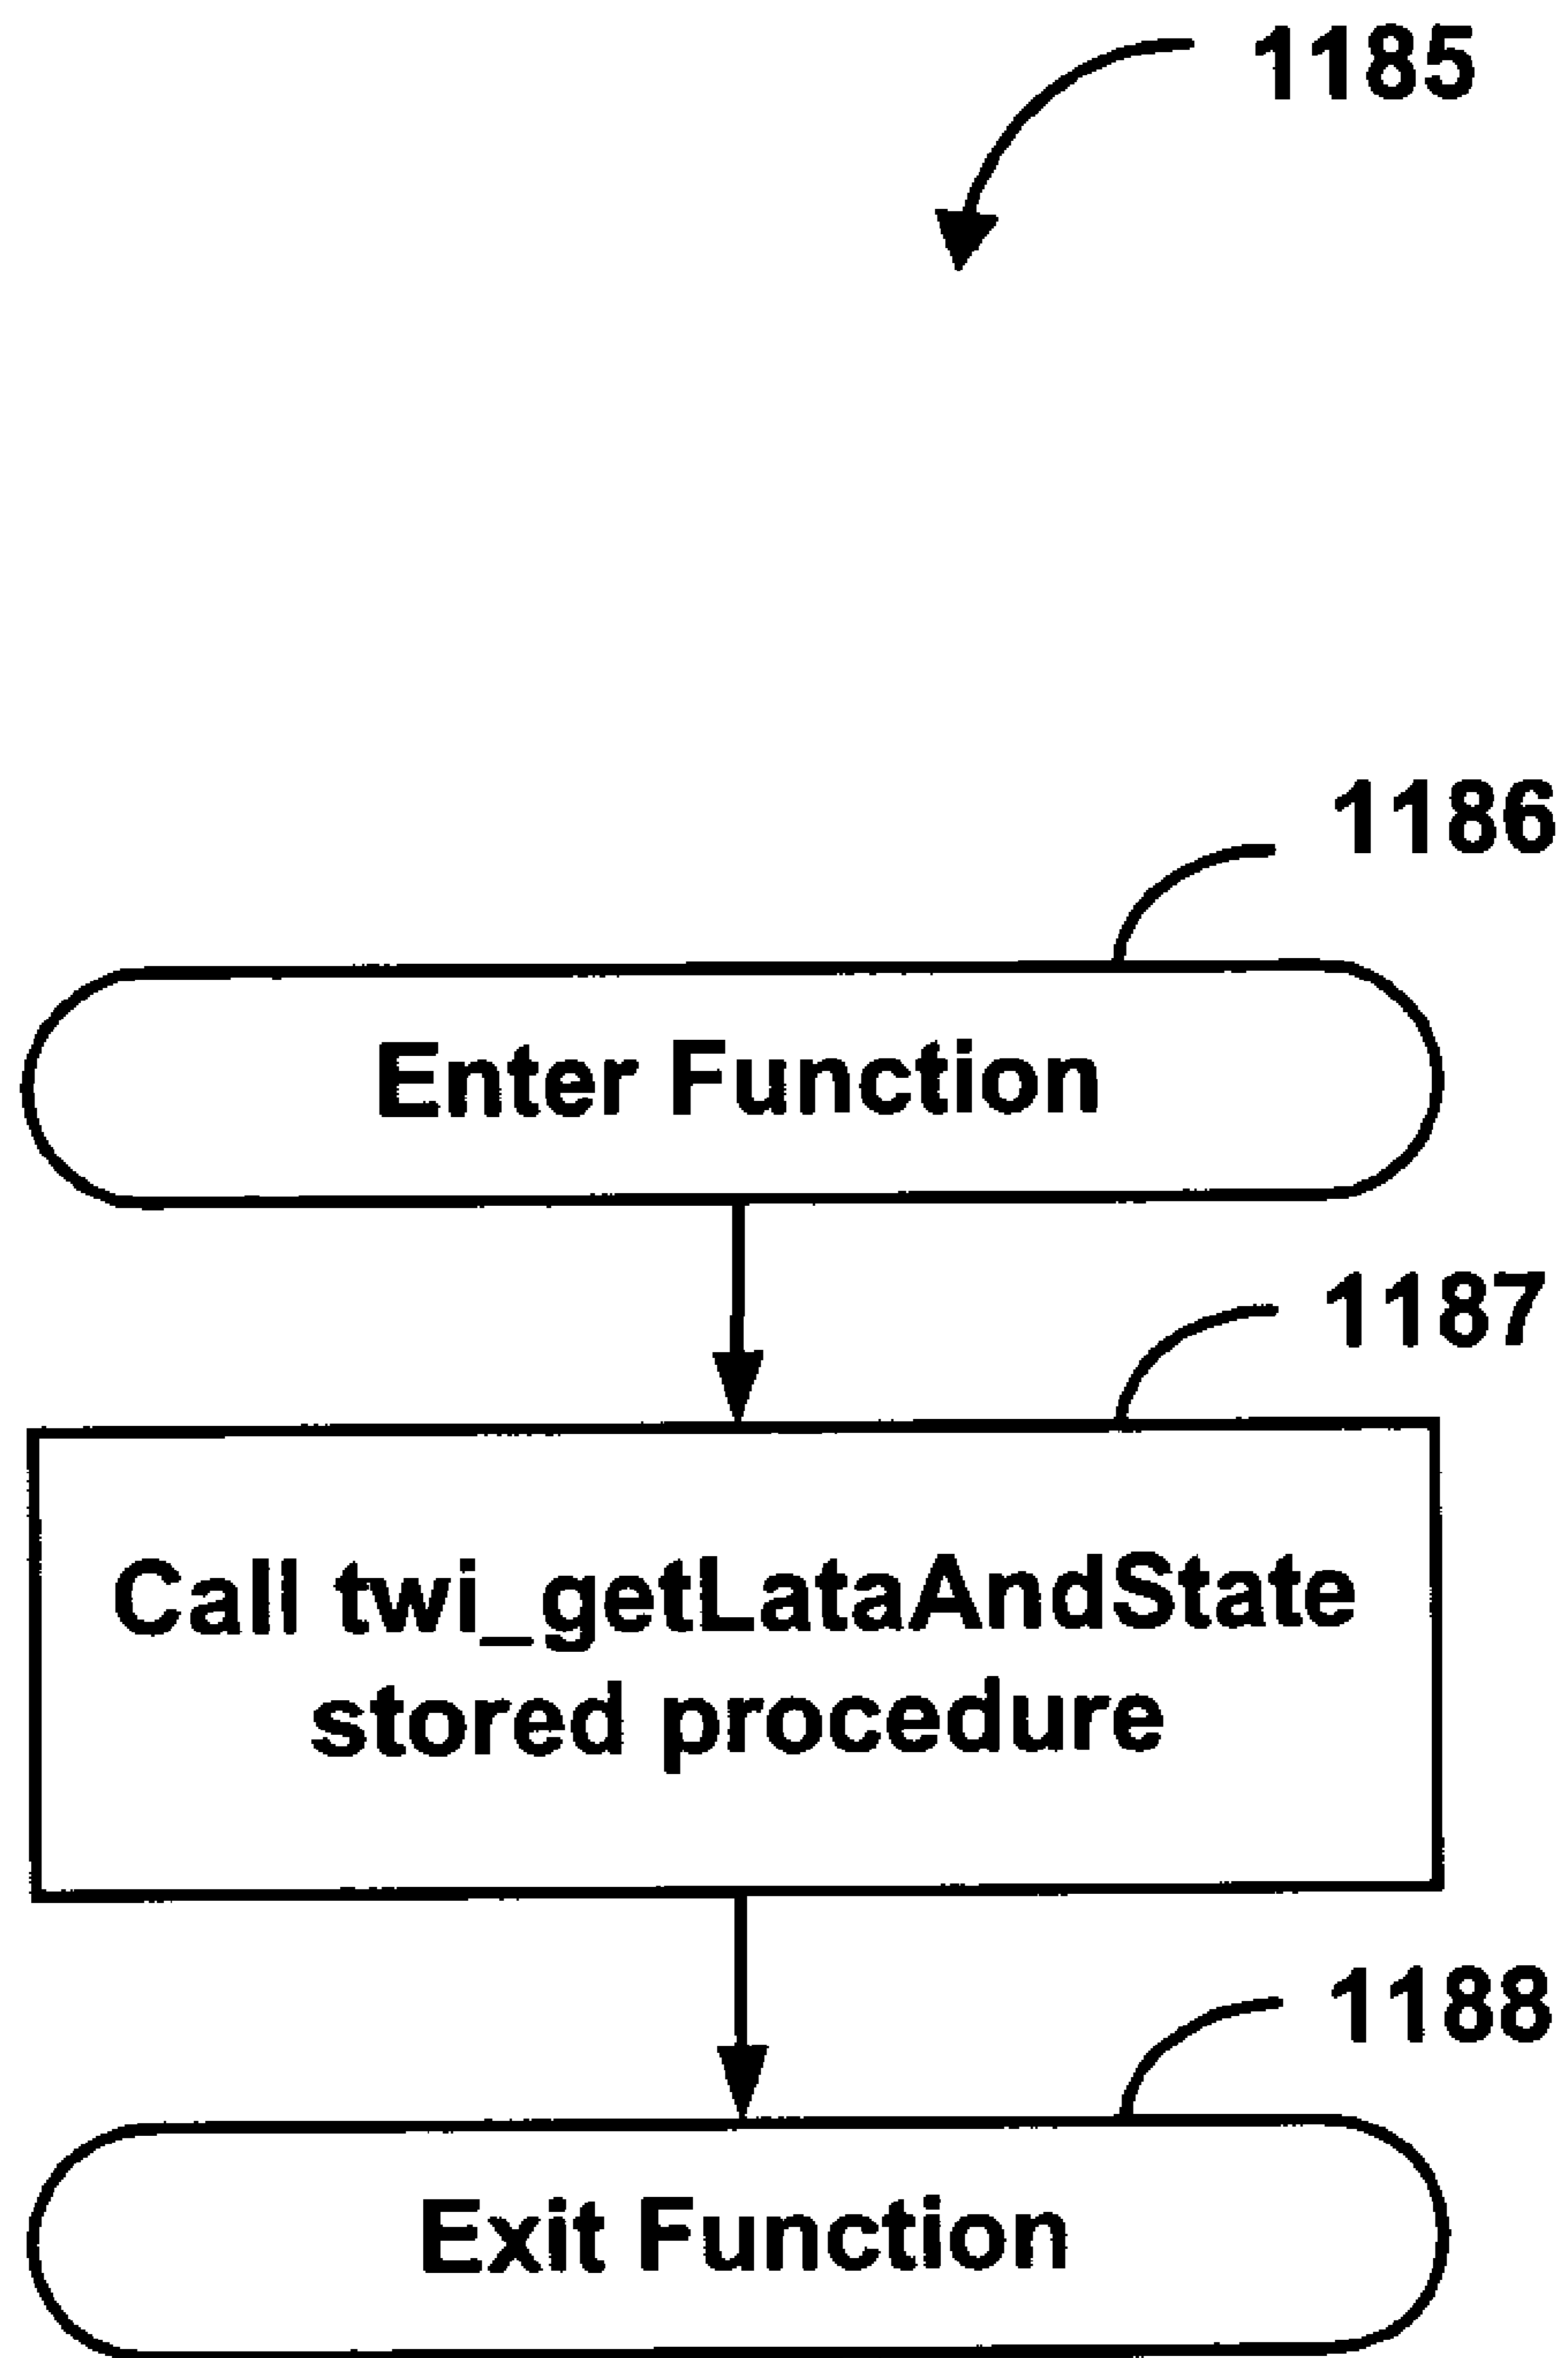 1185
1186
Enter Function
1187
Call twi_getLataAndState
stored procedure
1188
Exit Function